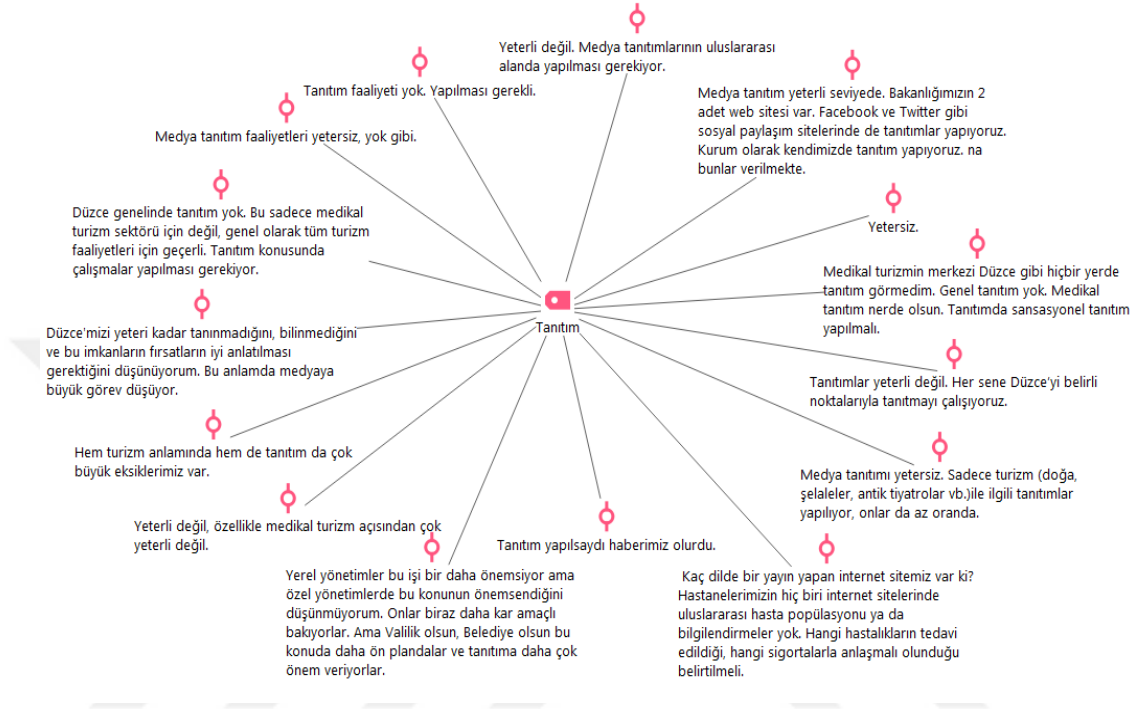 Yeterli değil. Medya tanıtımlarının uluslararası
alanda yapılması gerekiyor.
Tanıtım faaliyeti yok. Yapılması gerekli.
Medya tanıtım yeterli seviyede. Bakanlığımızın 2
adet web sitesi var. Facebook ve Twitter gibi
sosyal paylaşım sitelerinde de tanıtımlar yapıyoruz.
Kurum olarak kendimizde tanıtım yapıyoruz. na
bunlar verilmekte.
Medya tanıtım faaliyetleri yetersiz, yok gibi.
Düzce genelinde tanıtım yok. Bu sadece medikal
turizm sektörü için değil, genel olarak tüm turizm
faaliyetleri için geçerli. Tanıtım konusunda
çalışmalar yapılması gerekiyor.
Yetersiz.
Medikal turizmin merkezi Düzce gibi hiçbir yerde
tanıtım görmedim. Genel tanıtım yok. Medikal
tanıtım nerde olsun. Tanıtımda sansasyonel tanıtım
yapılmalı.
Tanıtım
Düzce'mizi yeteri kadar tanınmadığını, bilinmediğini
ve bu imkanların fırsatların iyi anlatılması
gerektiğini düşünüyorum. Bu anlamda medyaya
büyük görev düşüyor.
Tanıtımlar yeterli değil. Her sene Düzce'yi belirli
noktalarıyla tanıtmayı çalışıyoruz.
Hem turizm anlamında hem de tanıtım da çok
büyük eksiklerimiz var.
Medya tanıtımı yetersiz. Sadece turizm (doğa,
şelaleler, antik tiyatrolar vb.)ile ilgili tanıtımlar
yapılıyor, onlar da az oranda.
Yeterli değil, özellikle medikal turizm açısından çok
yeterli değil.
Tanıtım yapılsaydı haberimiz olurdu.
Yerel yönetimler bu işi bir daha önemsiyor ama
özel yönetimlerde bu konunun önemsendiğini
düşünmüyorum. Onlar biraz daha kar amaçlı
bakıyorlar. Ama Valilik olsun, Belediye olsun bu
konuda daha ön plandalar ve tanıtıma daha çok
önem veriyorlar.
Kaç dilde bir yayın yapan internet sitemiz var ki?
Hastanelerimizin hiç biri internet sitelerinde
uluslararası hasta popülasyonu ya da
bilgilendirmeler yok. Hangi hastalıkların tedavi
edildiği, hangi sigortalarla anlaşmalı olunduğu
belirtilmeli.